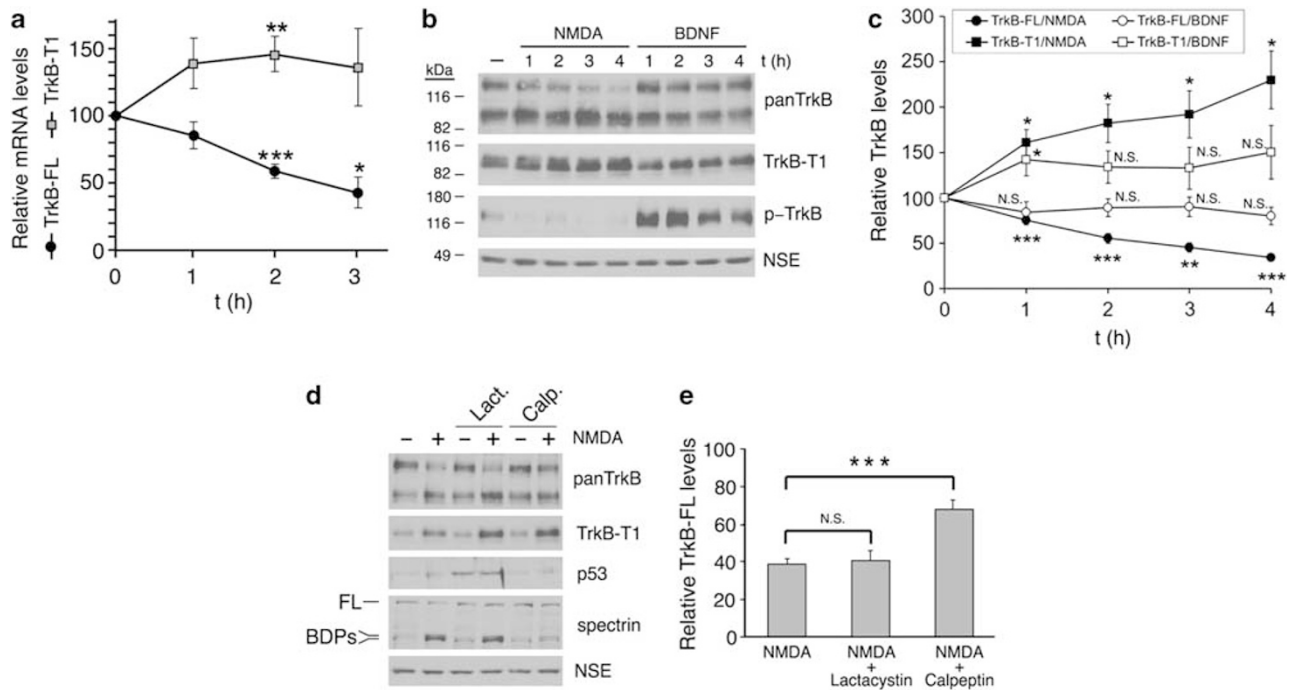 a
Relative mRNA levels
TrkB-FL TrkB-T1
150
100
50
0
**
***
*
0 1 2 3
t (h)
b
NMDA BDNF
kDa – 1 2 3 4 1 2 3 4 t (h)
116 –
82 –
panTrkB
116 –
82 –
TrkB-T1
180 –
116 –
p–TrkB
49 –
NSE
c
TrkB-FL/NMDA TrkB-FL/BDNF
TrkB-T1/NMDA TrkB-T1/BDNF
Relative TrkB levels
300
250
200
150
100
50
0
* * * *
* N.S. N.S. N.S.
N.S. N.S. N.S. N.S.
*** *** ** ***
0 1 2 3 4
t (h)
d
Lact. Calp.
– + – + – + NMDA
panTrkB
TrkB-T1
p53
FL
BDPs
spectrin
NSE
e
Relative TrkB-FL levels
100
80
60
40
20
0
***
N.S.
NMDA NMDA NMDA
+ +
Lactacystin Calpeptin